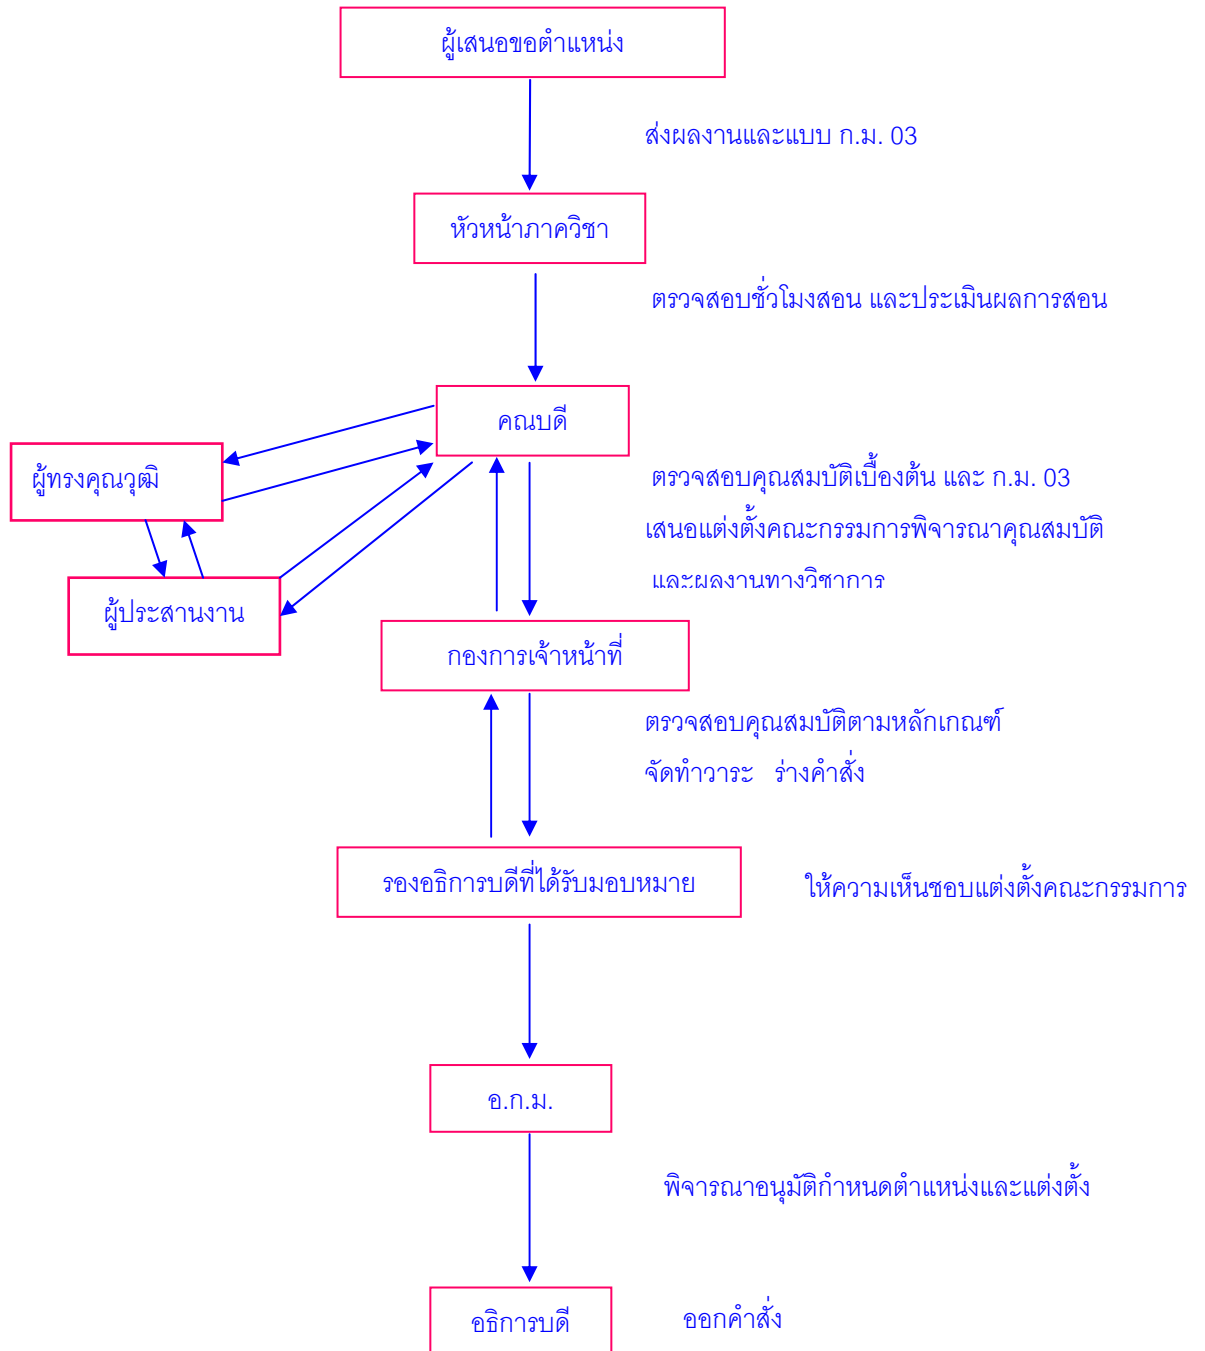 ผู้เสนอขอตำแหน่ง
ส่งผลงานและแบบ ก.ม. 03
หัวหน้าภาควิชา
ตรวจสอบชั่วโมงสอน และประเมินผลการสอน
คณบดี
ผู้ทรงคุณวุฒิ
ตรวจสอบคุณสมบัติเบื้องต้น และ ก.ม. 03
เสนอแต่งตั้งคณะกรรมการพิจารณาคุณสมบัติ
และผลงานทางวิชาการ
ผู้ประสานงาน
กองการเจ้าหน้าที่
ตรวจสอบคุณสมบัติตามหลักเกณฑ์
จัดทำวาระ ร่างคำสั่ง
รองอธิการบดีที่ได้รับมอบหมาย
ให้ความเห็นชอบแต่งตั้งคณะกรรมการ
อ.ก.ม.
พิจารณาอนุมัติกำหนดตำแหน่งและแต่งตั้ง
อธิการบดี
ออกคำสั่ง